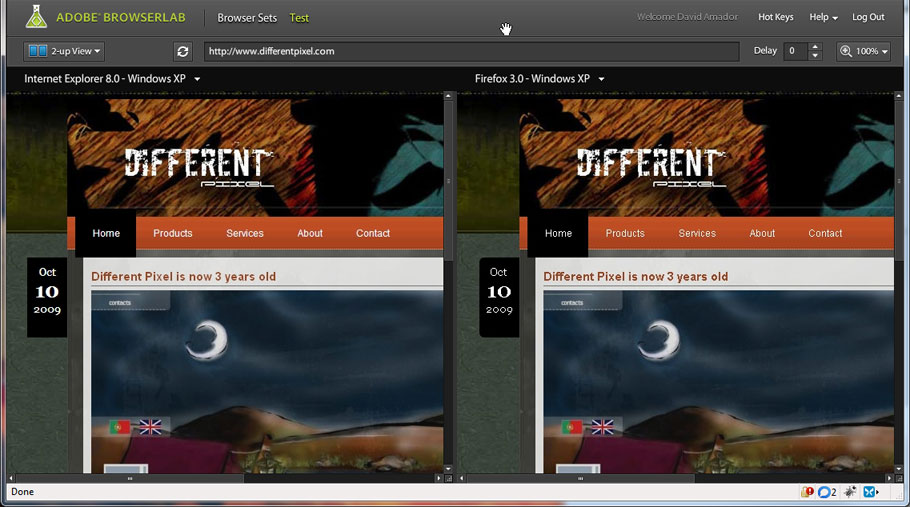 ADOBE® BROWSERLAB Browser Sets Test Welcome David Amador Hot Keys Help Log Out
2-up View http://www.differentpixel.com Delay 0 100%
Internet Explorer 8.0 - Windows XP Firefox 3.0 - Windows XP
DIFFERENT
PIXEL
Home Products Services About Contact
Oct
10
2009
Different Pixel is now 3 years old
contacts
DIFFERENT
PIXEL
Home Products Services About Contact
Oct
10
2009
Different Pixel is now 3 years old
contacts
Done 2